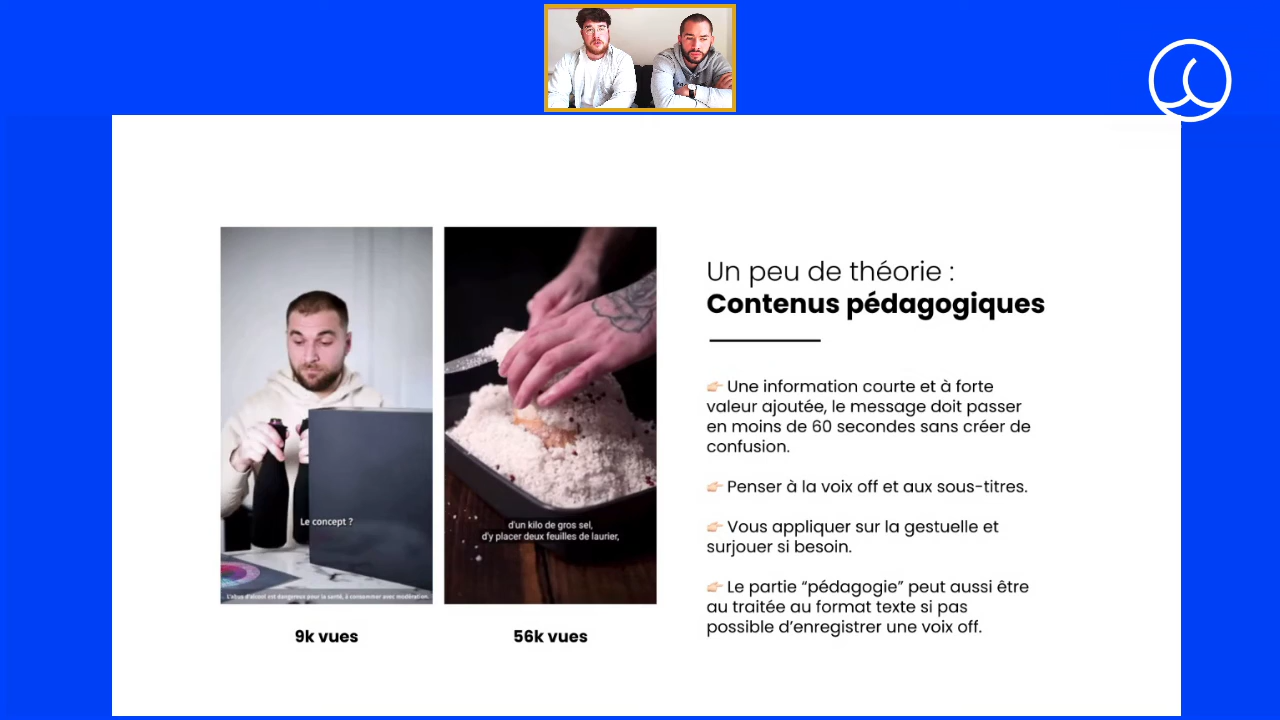 Un peu de théorie :
Contenus pédagogiques
👉🏻 Une information courte et à forte
valeur ajoutée, le message doit passer
en moins de 60 secondes sans créer de
confusion.
👉🏻 Penser à la voix off et aux sous-titres.
👉🏻 Vous appliquer sur la gestuelle et
surjouer si besoin.
👉🏻 Le partie “pédagogie” peut aussi être
au traitée au format texte si pas
possible d’enregistrer une voix off.
Le concept ?
L'abus d'alcool est dangereux pour la santé, à consommer avec modération.
9k vues
d'un kilo de gros sel,
d'y placer deux feuilles de laurier,
56k vues